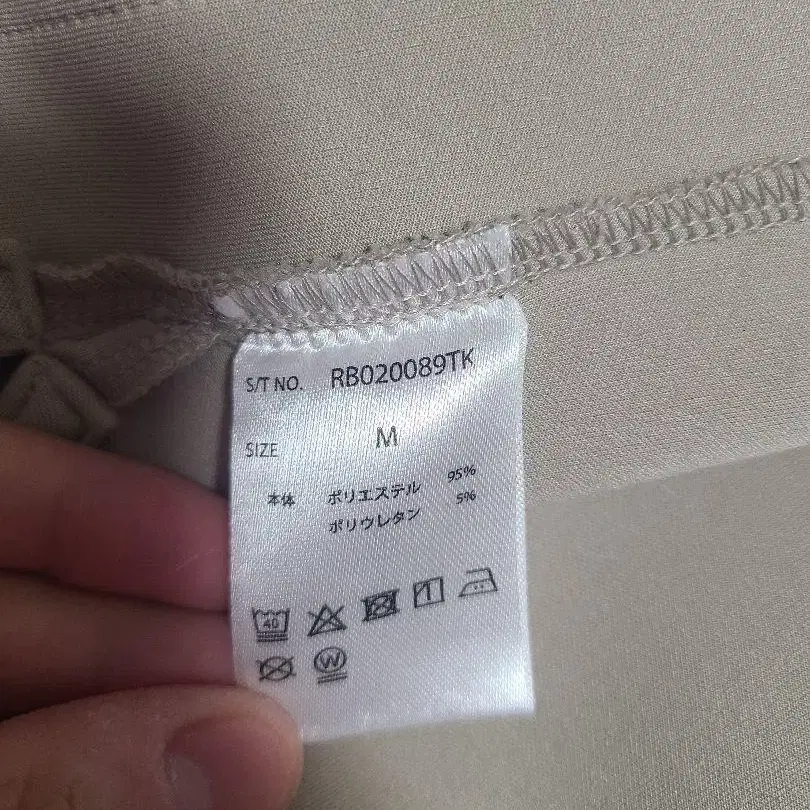 S/T NO. RB020089TK
SIZE M
本体 ポリエステル 95%
ポリウレタン 5%
40
W